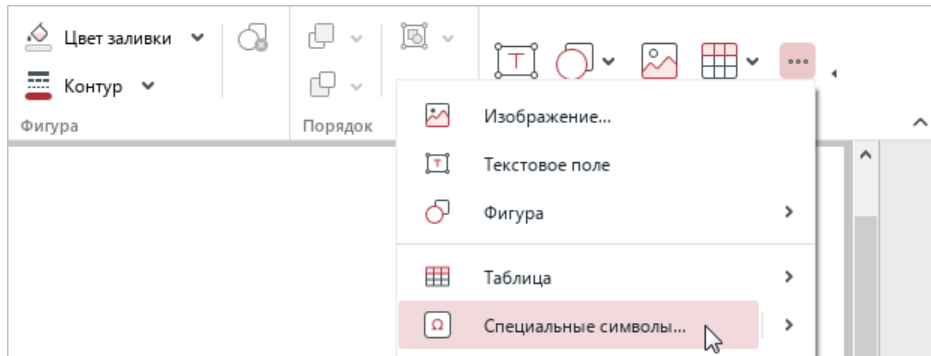 Цвет заливки
Контур
Фигура
Порядок
Изображение...
Текстовое поле
Фигура
Таблица
Специальные символы...